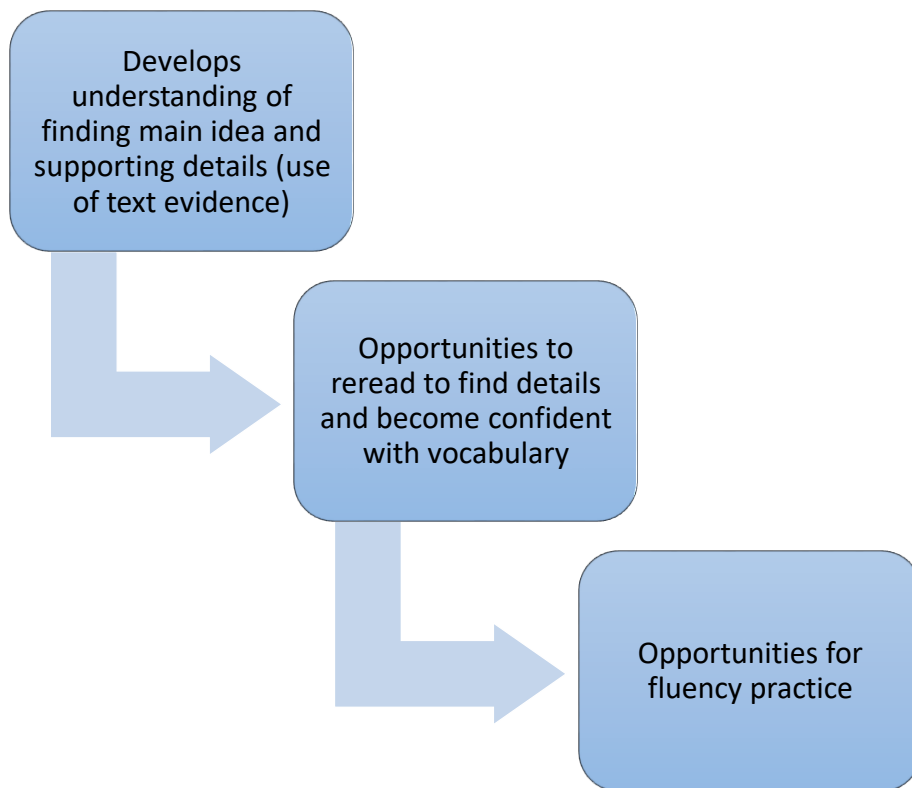 Develops
understanding of
finding main idea and
supporting details (use
of text evidence)
Opportunities to
reread to find details
and become confident
with vocabulary
Opportunities for
fluency practice